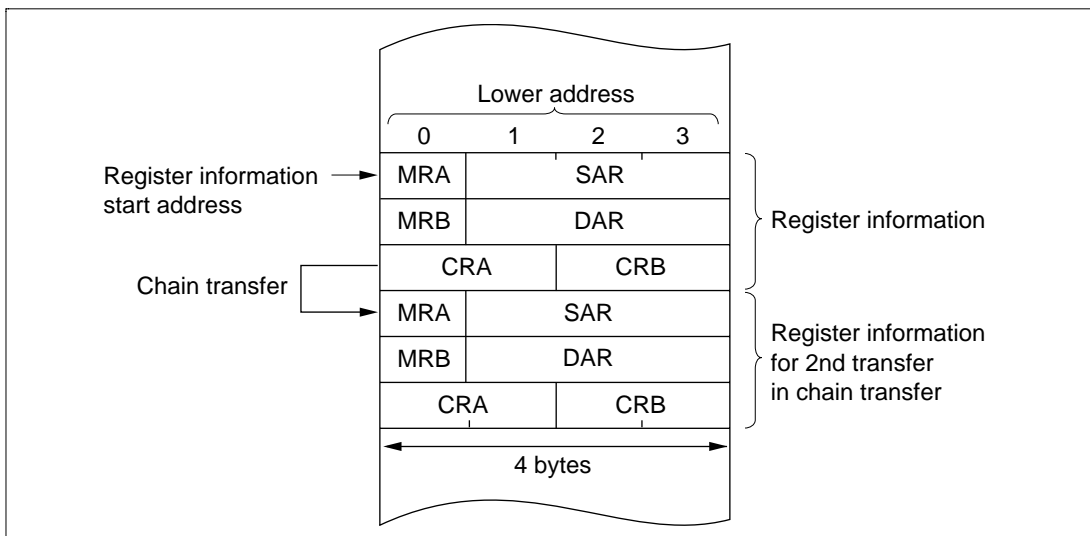 Lower address
0 1 2 3
Register information
start address
MRA SAR
MRB DAR
Register information
CRA CRB
Chain transfer
MRA SAR
MRB DAR
Register information
for 2nd transfer
in chain transfer
CRA CRB
4 bytes